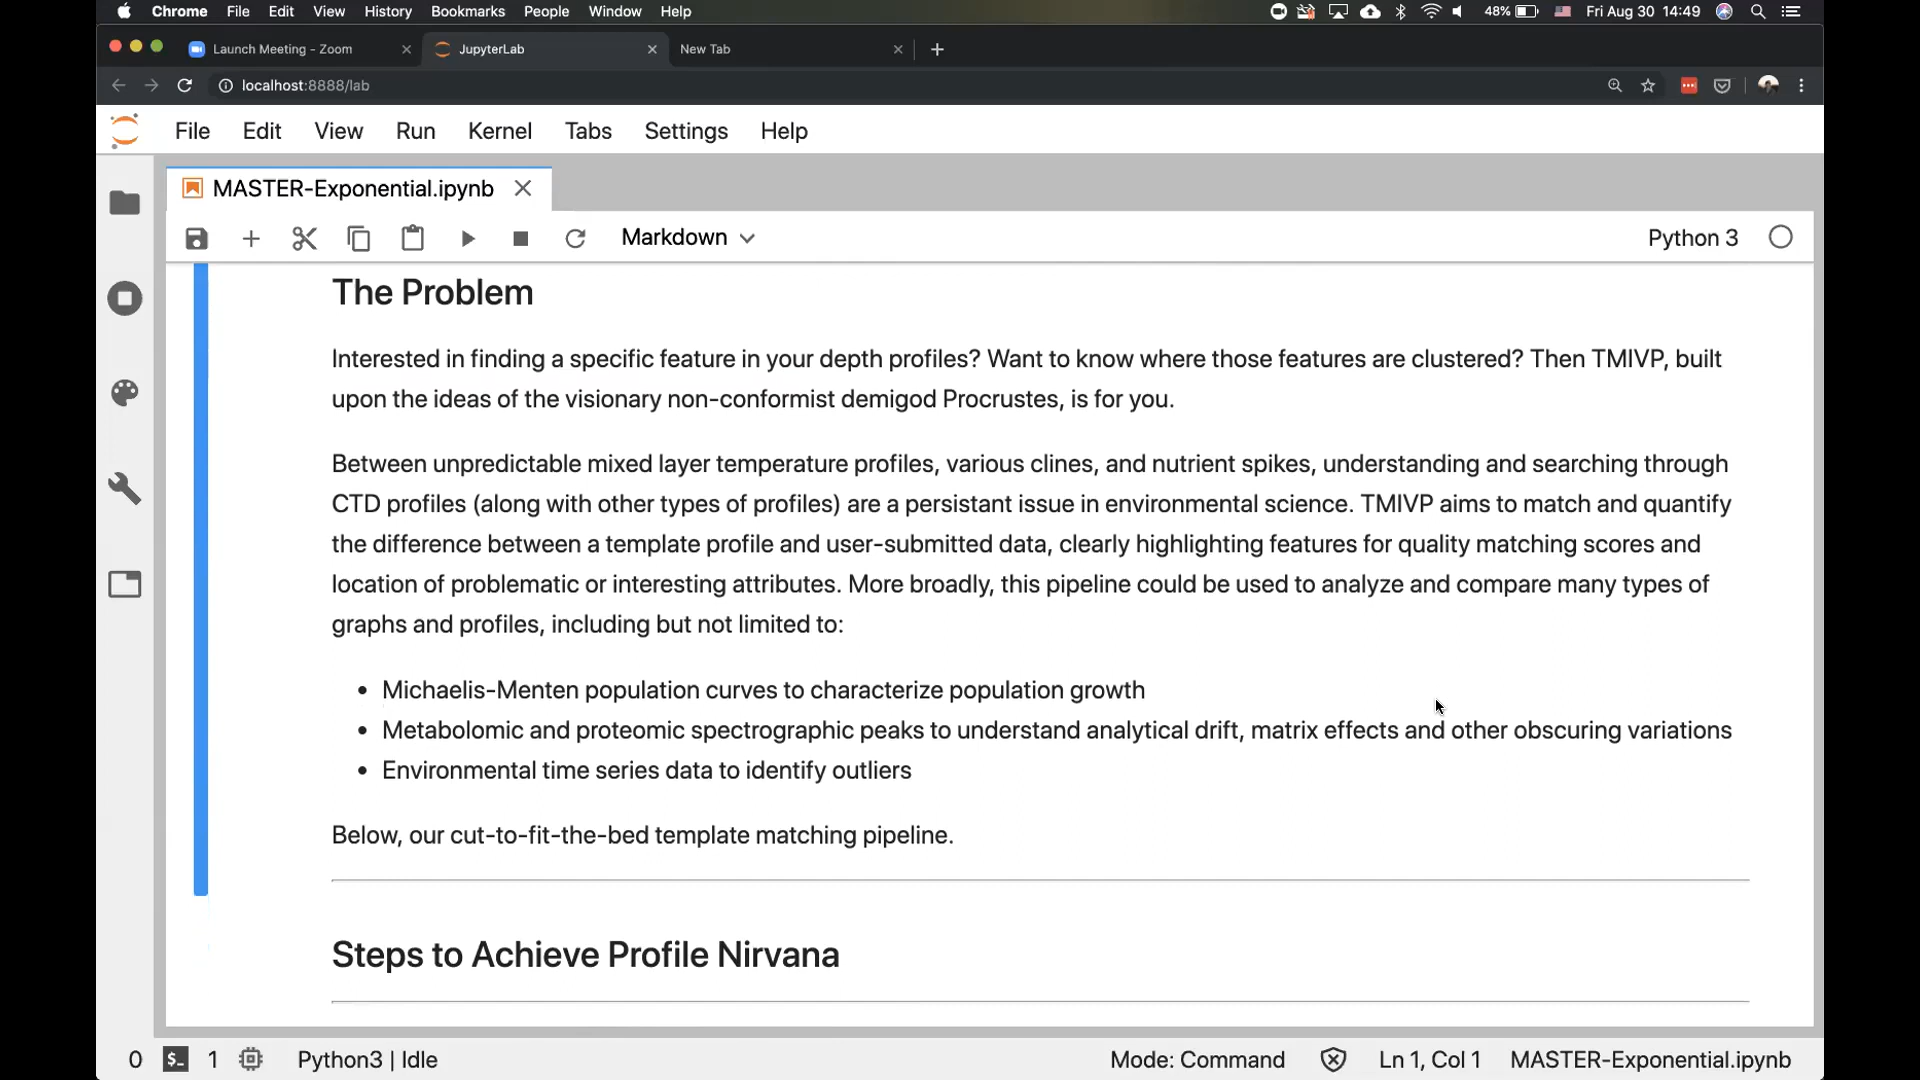 Chrome File Edit View History Bookmarks People Window Help 48% Fri Aug 30 14:49
Launch Meeting - Zoom JupyterLab New Tab
localhost:8888/lab
File Edit View Run Kernel Tabs Settings Help
MASTER-Exponential.ipynb
Markdown Python 3
The Problem
Interested in finding a specific feature in your depth profiles? Want to know where those features are clustered? Then TMIVP, built
upon the ideas of the visionary non-conformist demigod Procrustes, is for you.
Between unpredictable mixed layer temperature profiles, various clines, and nutrient spikes, understanding and searching through
CTD profiles (along with other types of profiles) are a persistant issue in environmental science. TMIVP aims to match and quantify
the difference between a template profile and user-submitted data, clearly highlighting features for quality matching scores and
location of problematic or interesting attributes. More broadly, this pipeline could be used to analyze and compare many types of
graphs and profiles, including but not limited to:
• Michaelis-Menten population curves to characterize population growth
• Metabolomic and proteomic spectrographic peaks to understand analytical drift, matrix effects and other obscuring variations
• Environmental time series data to identify outliers
Below, our cut-to-fit-the-bed template matching pipeline.
Steps to Achieve Profile Nirvana
0 $_ 1 Python3 | Idle Mode: Command Ln 1, Col 1 MASTER-Exponential.ipynb